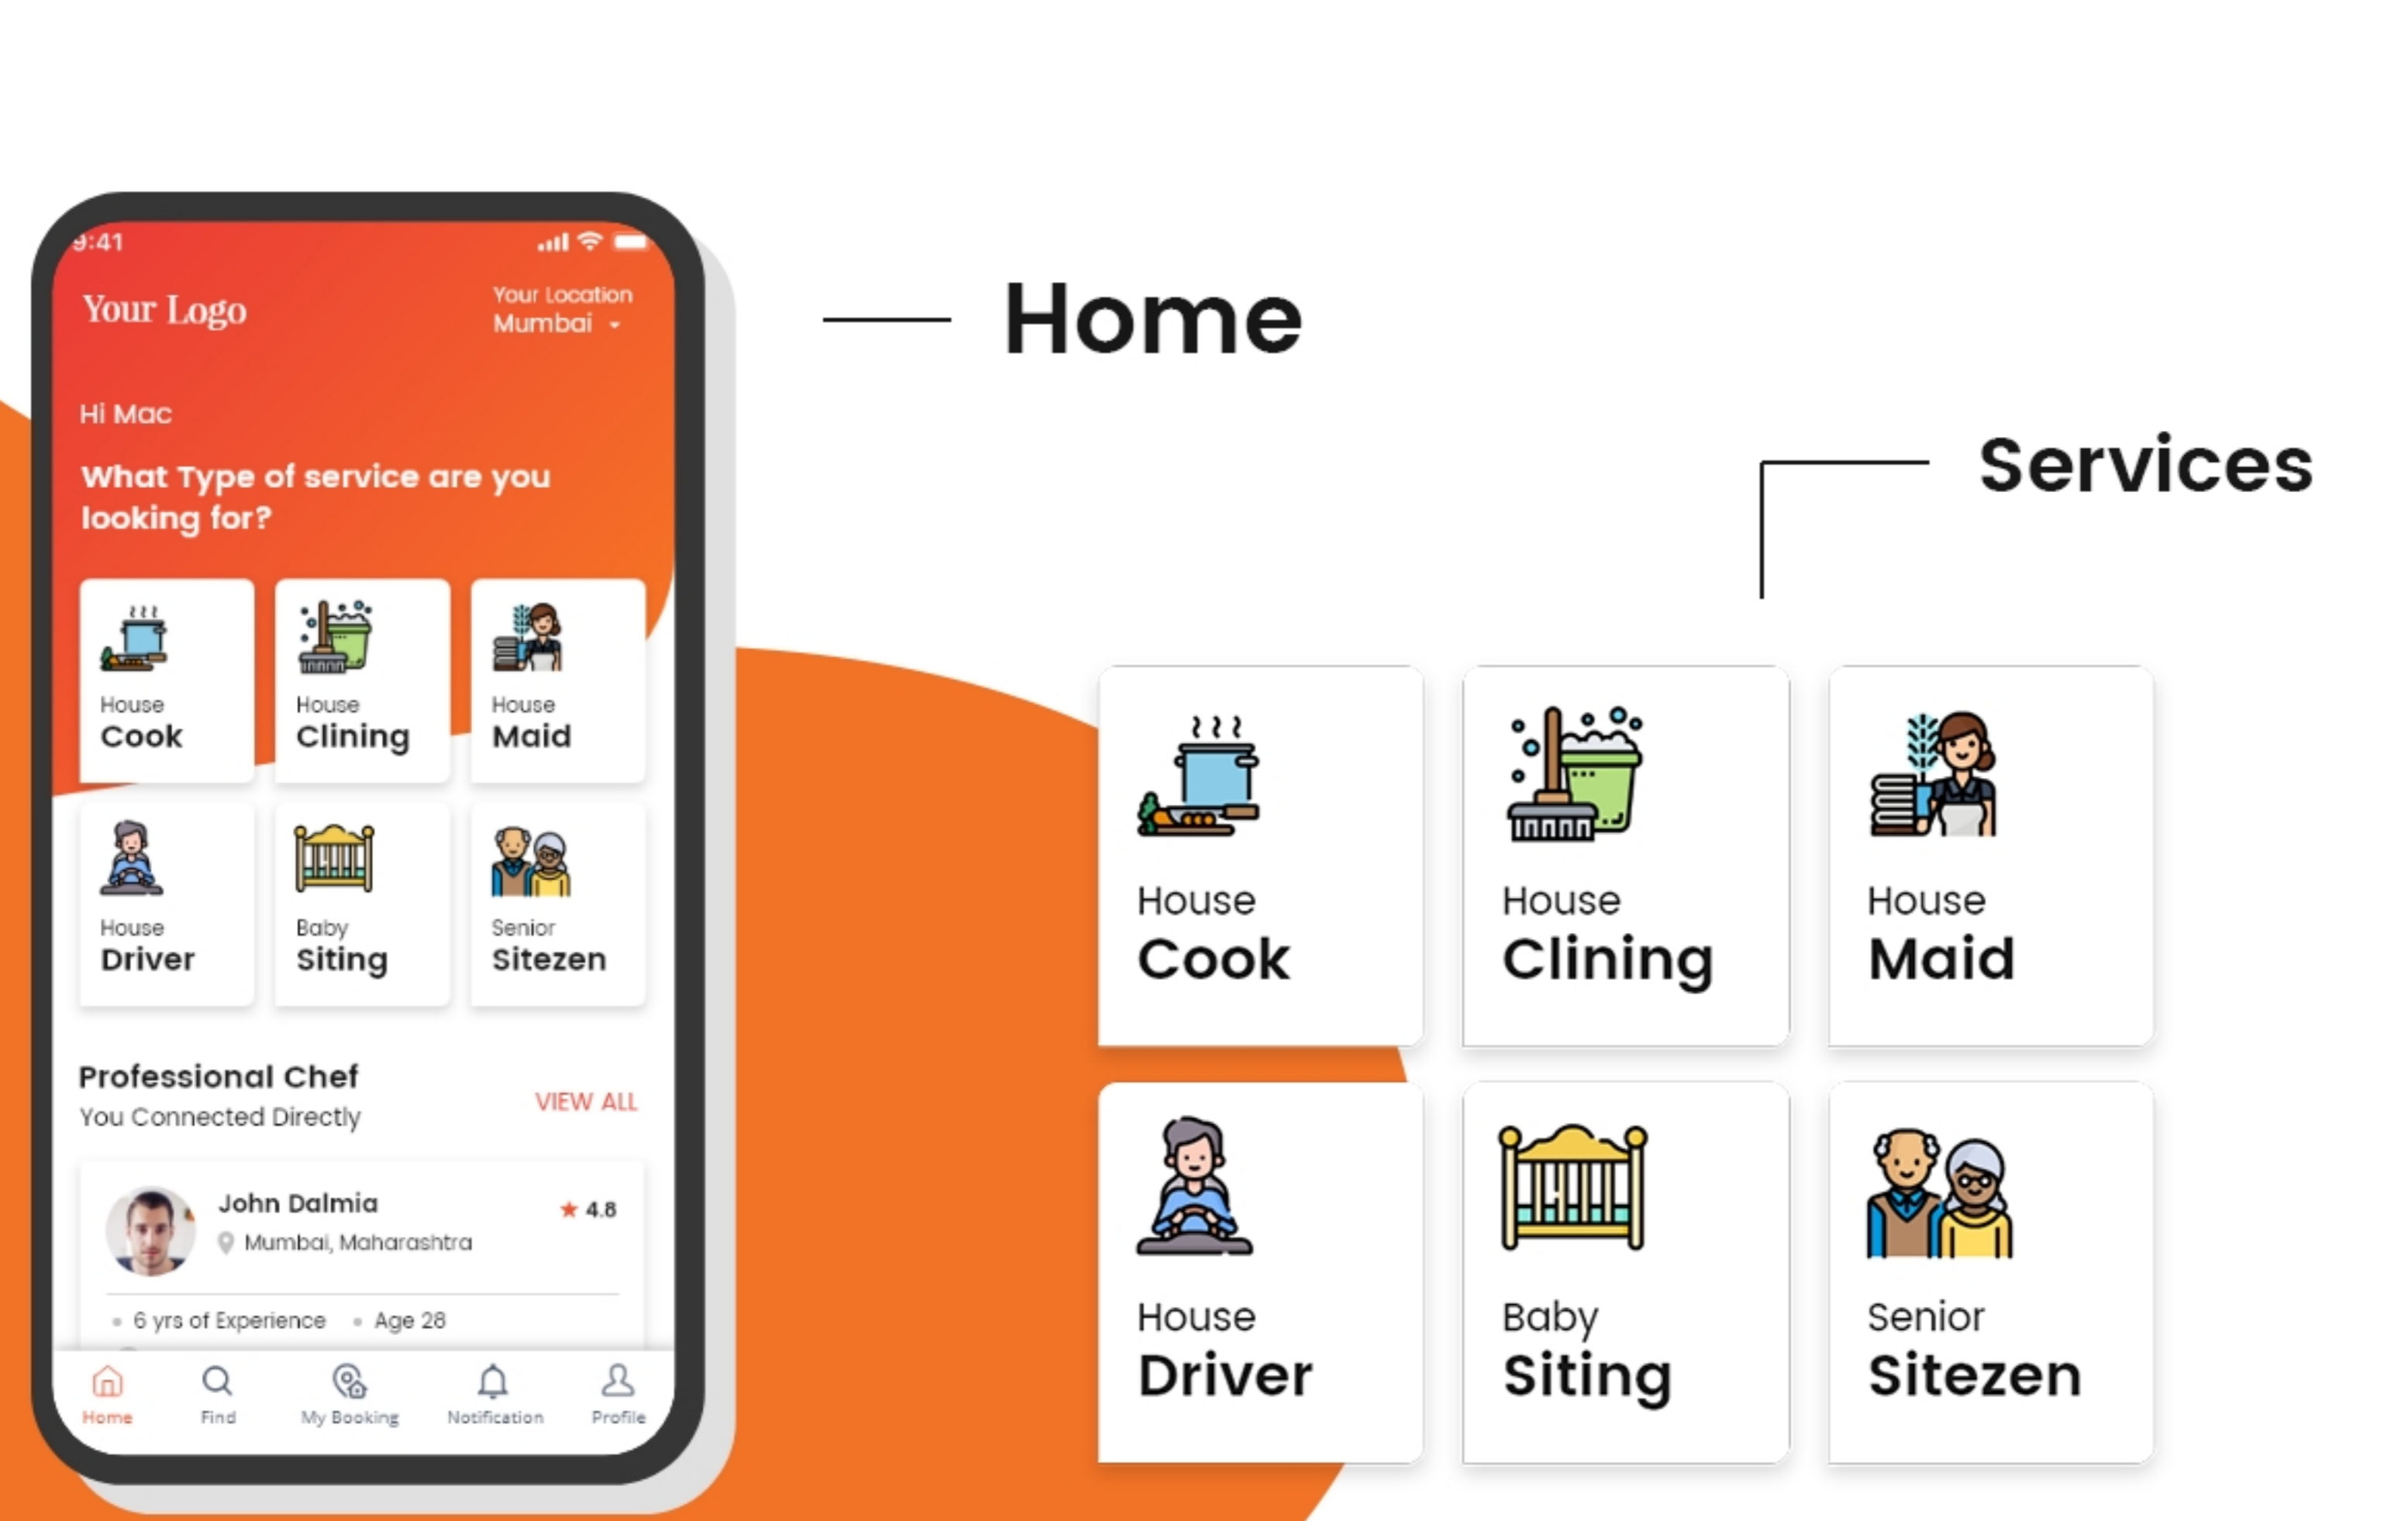 9:41
Your Logo
Your Location
Mumbai
Hi Mac
What Type of service are you
looking for?
House
Cook
House
Clining
House
Maid
House
Driver
Baby
Siting
Senior
Sitezen
Professional Chef
You Connected Directly
VIEW ALL
John Dalmia
4.8
Mumbai, Maharashtra
6 yrs of Experience
Age 28
Home
Find
My Booking
Notification
Profile
Home
Services
House
Cook
House
Clining
House
Maid
House
Driver
Baby
Siting
Senior
Sitezen